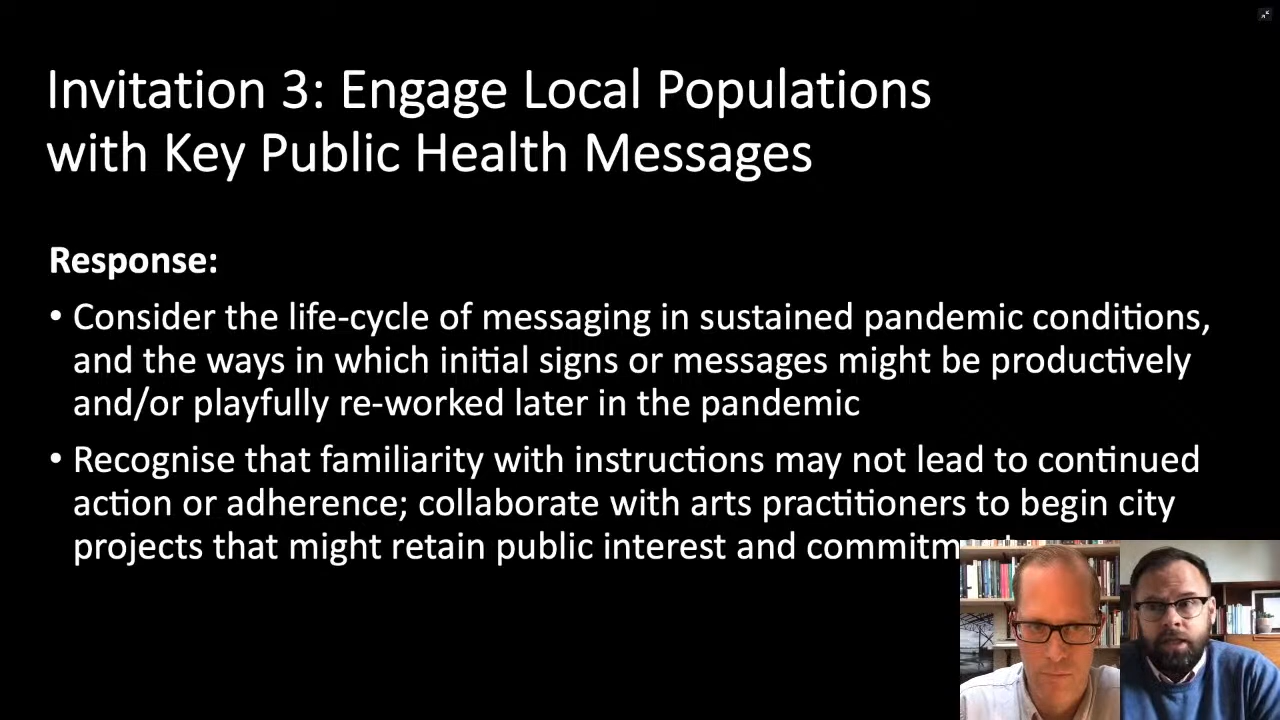 Invitation 3: Engage Local Populations
with Key Public Health Messages
Response:
• Consider the life-cycle of messaging in sustained pandemic conditions,
and the ways in which initial signs or messages might be productively
and/or playfully re-worked later in the pandemic
• Recognise that familiarity with instructions may not lead to continued
action or adherence; collaborate with arts practitioners to begin city
projects that might retain public interest and